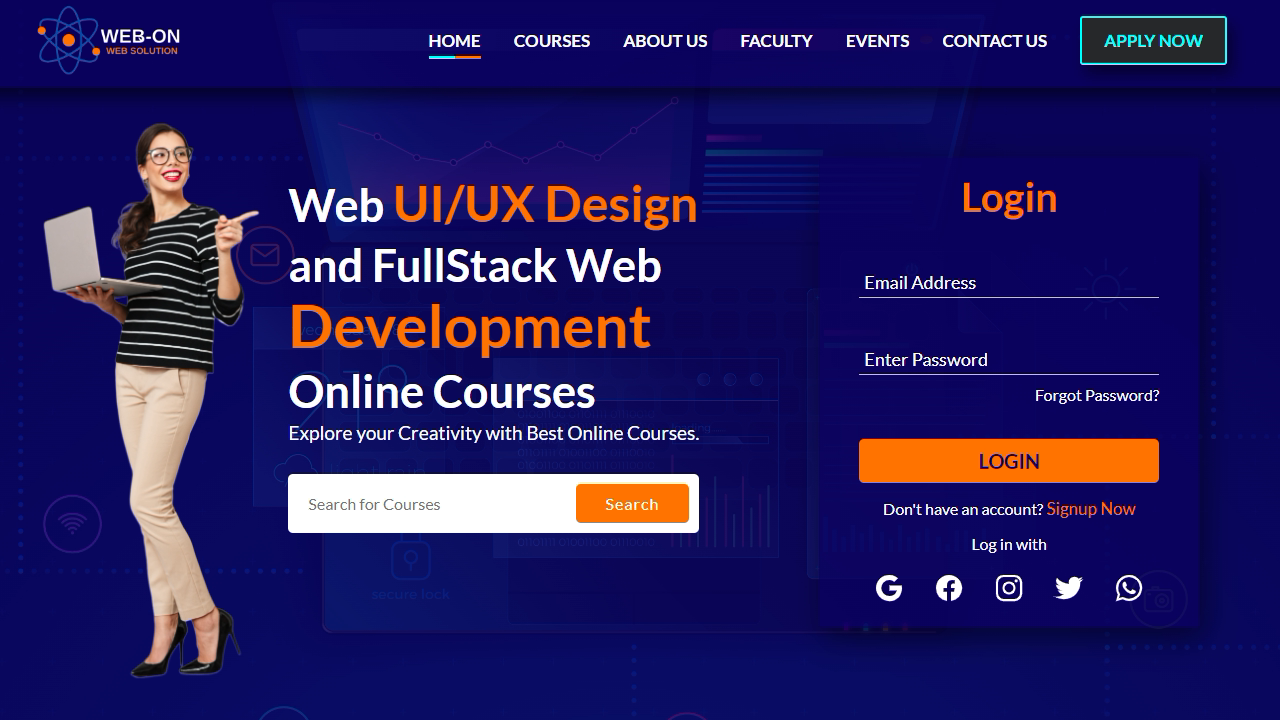 WEB-ON
WEB SOLUTION
HOME COURSES ABOUT US FACULTY EVENTS CONTACT US APPLY NOW
Web UI/UX Design
and FullStack Web
Development
Online Courses
Explore your Creativity with Best Online Courses.
Search for Courses Search
secure lock
Login
Email Address
Enter Password
Forgot Password?
LOGIN
Don't have an account? Signup Now
Log in with